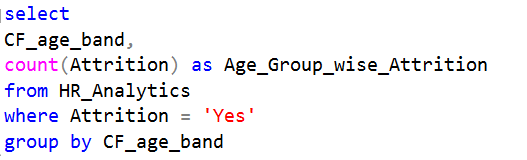 select
CF_age_band,
count(Attrition) as Age_Group_wise_Attrition
from HR_Analytics
where Attrition = 'Yes'
group by CF_age_band